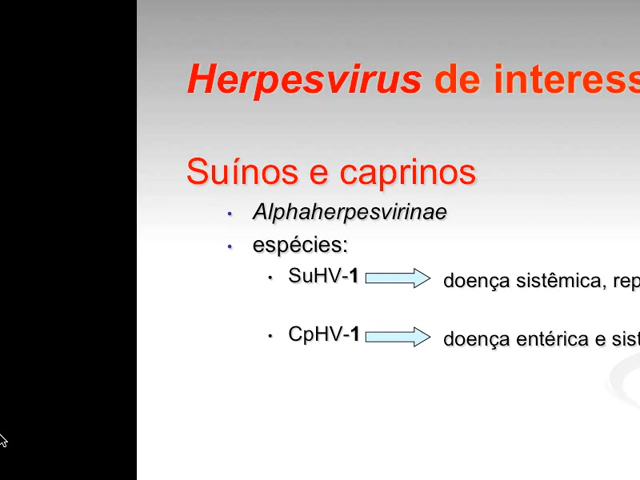 Herpesvirus de interess
Suínos e caprinos
• Alphaherpesvirinae
• espécies:
• SuHV-1 doença sistêmica, rep
• CpHV-1 doença entérica e sist